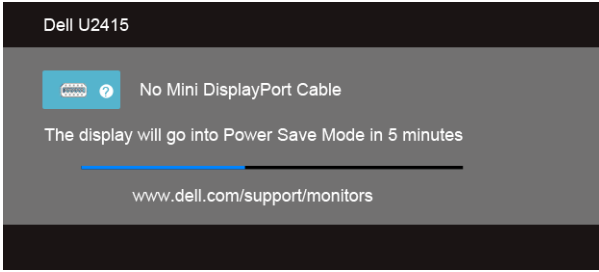 Dell U2415
No Mini DisplayPort Cable
The display will go into Power Save Mode in 5 minutes
www.dell.com/support/monitors